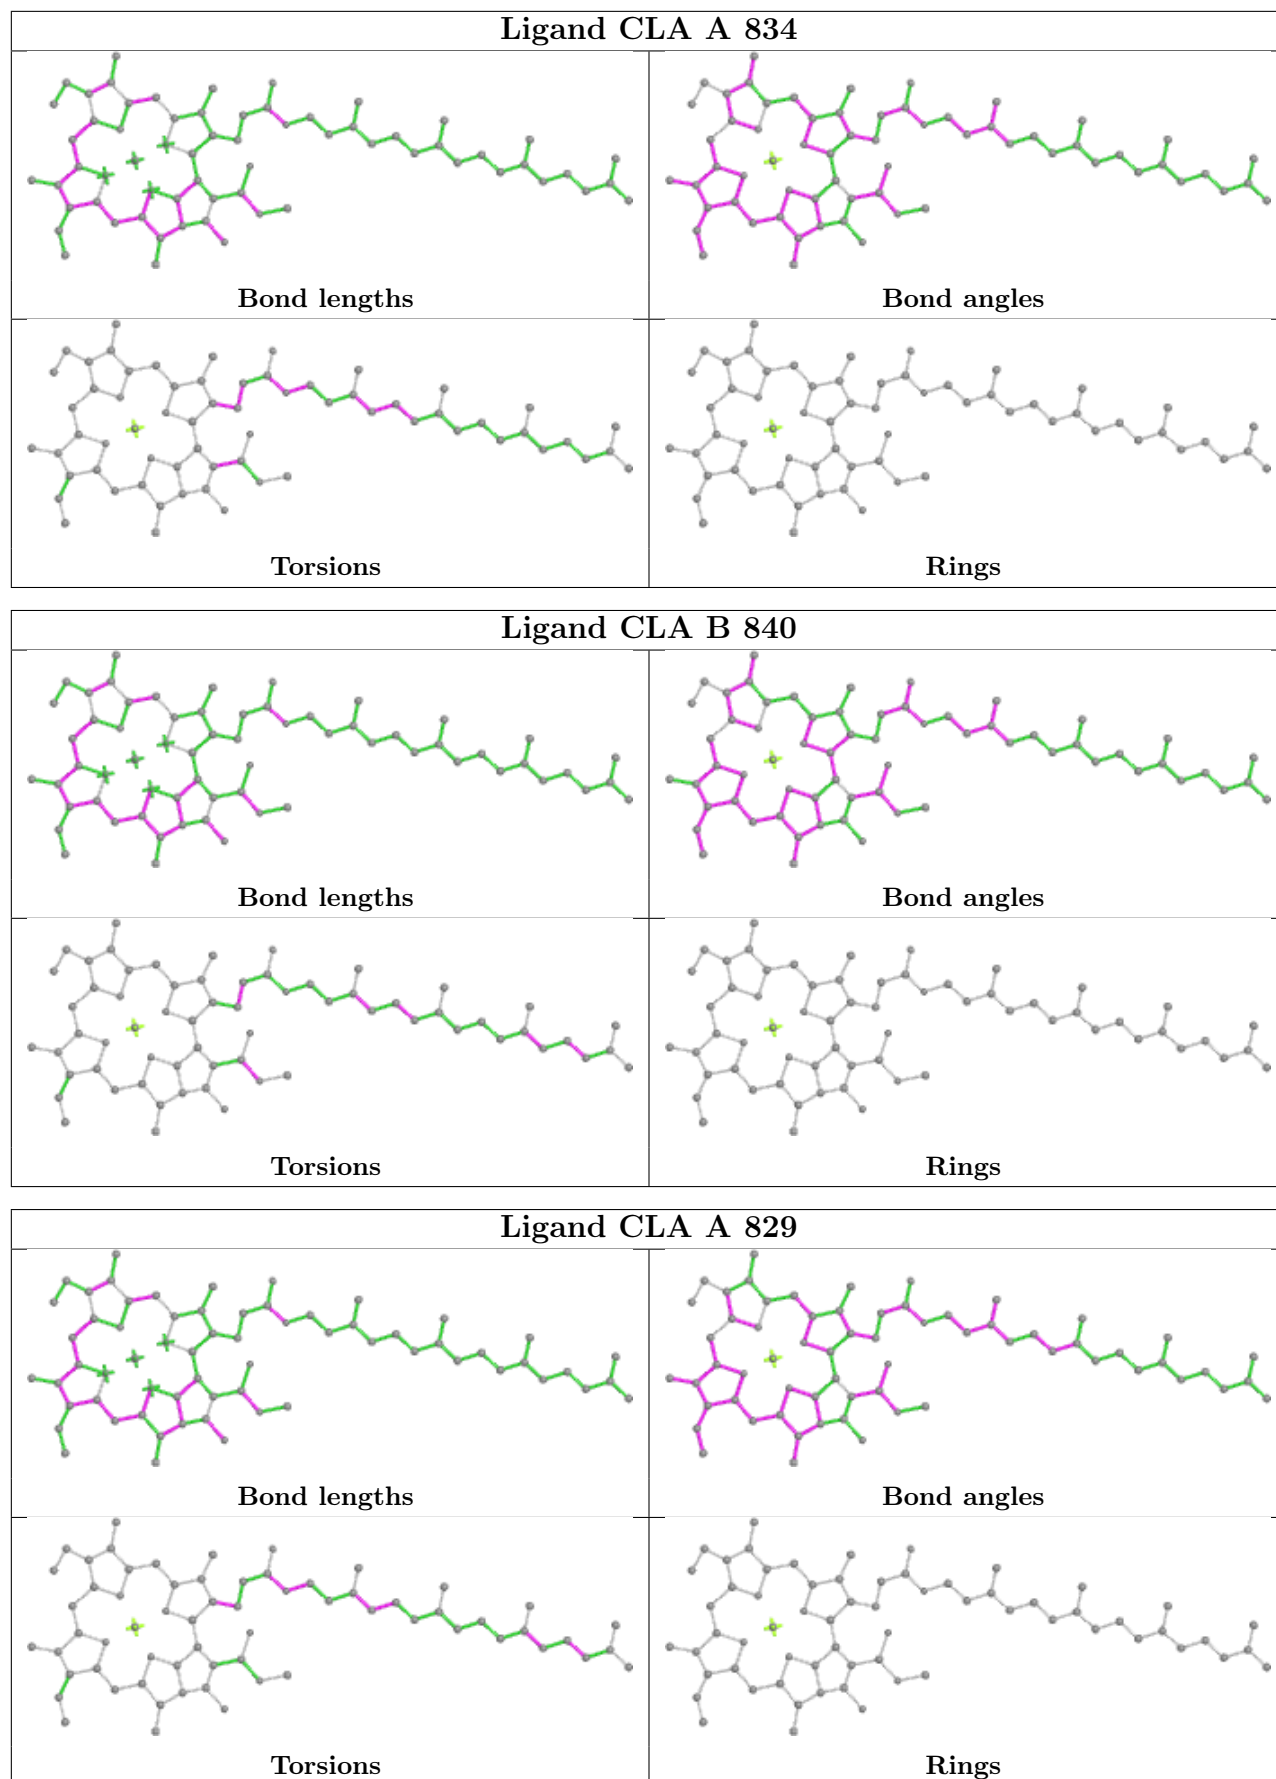 Ligand CLA A 834
Bond lengths
Bond angles
Torsions
Rings
Ligand CLA B 840
Bond lengths
Bond angles
Torsions
Rings
Ligand CLA A 829
Bond lengths
Bond angles
Torsions
Rings